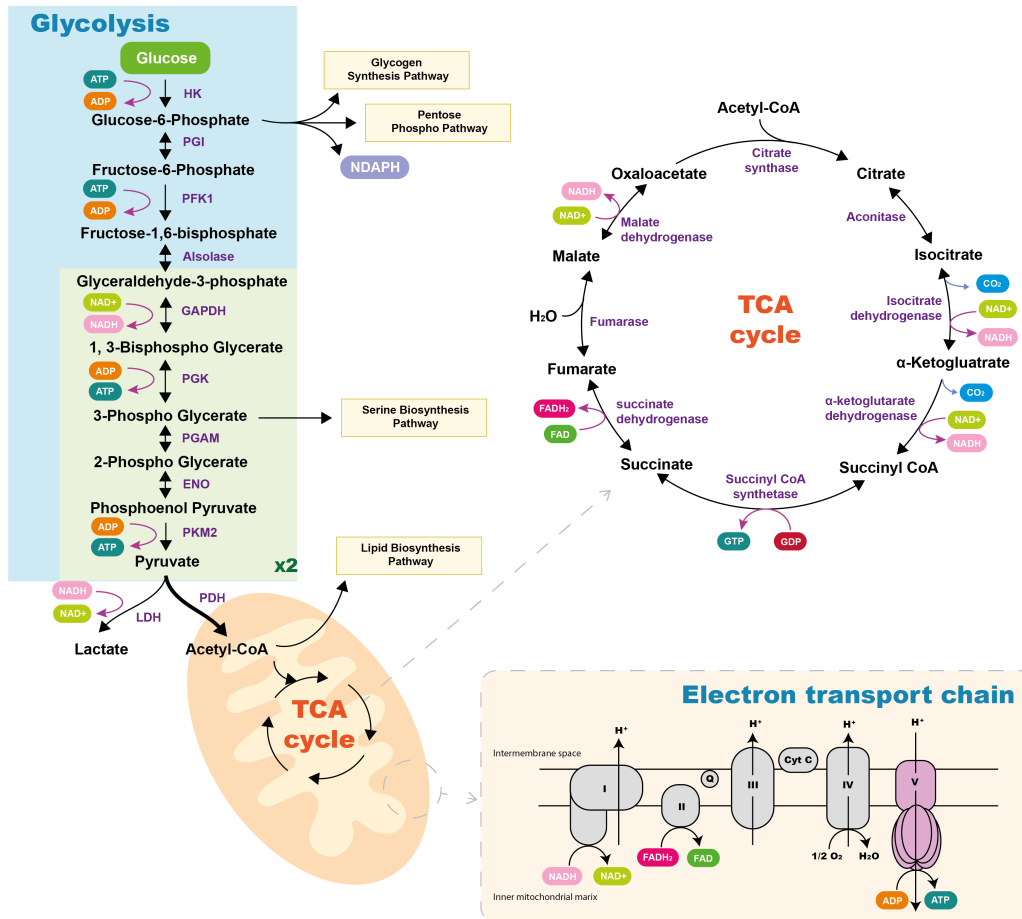 Glycolysis
Glucose
ATP
ADP
HK
Glucose-6-Phosphate
Glycogen
Synthesis Pathway
Pentose
Phospho Pathway
NDAPH
PGI
Fructose-6-Phosphate
ATP
ADP
PFK1
Fructose-1,6-bisphosphate
Alsolase
Glyceraldehyde-3-phosphate
NAD+
NADH
GAPDH
1, 3-Bisphospho Glycerate
ADP
ATP
PGK
3-Phospho Glycerate
Serine Biosynthesis
Pathway
PGAM
2-Phospho Glycerate
ENO
Phosphoenol Pyruvate
ADP
ATP
PKM2
Pyruvate
x2
NADH
NAD+
LDH
PDH
Lactate
Acetyl-CoA
Lipid Biosynthesis
Pathway
TCA
cycle
Acetyl-CoA
Citrate
synthase
Oxaloacetate
Citrate
NADH
NAD+
Malate
dehydrogenase
Aconitase
Malate
Isocitrate
CO₂
NAD+
NADH
Isocitrate
dehydrogenase
TCA
cycle
H₂O
Fumarase
Fumarate
α-Ketogluatrate
CO₂
NAD+
NADH
α-ketoglutarate
dehydrogenase
FADH₂
FAD
succinate
dehydrogenase
Succinate
Succinyl CoA
Succinyl CoA
synthetase
GTP
GDP
Electron transport chain
Intermembrane space
H⁺
H⁺
H⁺
H⁺
I
II
Q
III
Cyt C
IV
V
NADH
NAD+
FADH₂
FAD
1/2 O₂
H₂O
ADP
ATP
Inner mitochondrial marix